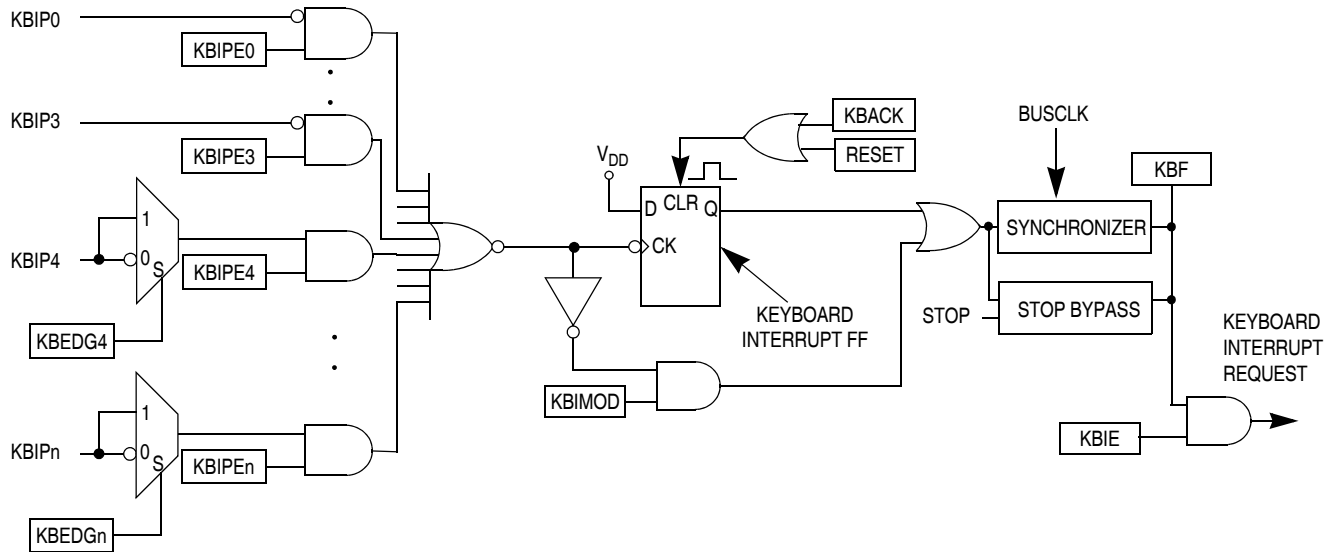 KBIP0
KBIPE0
KBIP3
KBIPE3
KBIP4
1
0
S
KBIPE4
KBEDG4
KBIPn
1
0
S
KBIPEn
KBEDGn
VDD
D CLR Q
CK
KBACK
RESET
KEYBOARD
INTERRUPT FF
KBIMOD
BUSCLK
SYNCHRONIZER
STOP
STOP BYPASS
KBF
KBIE
KEYBOARD
INTERRUPT
REQUEST